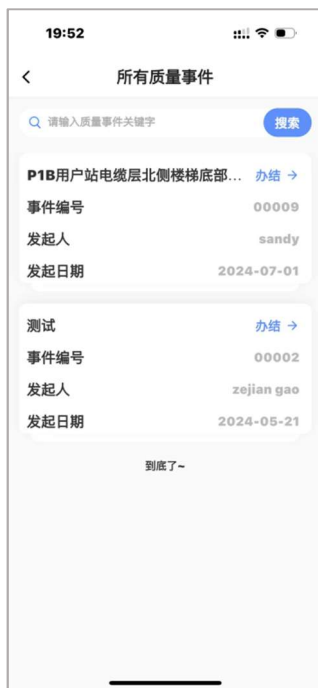 19:52
所有质量事件
请输入质量事件关键字
搜索
P1B用户站电缆层北侧楼梯底部... 办结 →
事件编号 00009
发起人 sandy
发起日期 2024-07-01
测试 办结 →
事件编号 00002
发起人 zejian gao
发起日期 2024-05-21
到底了~